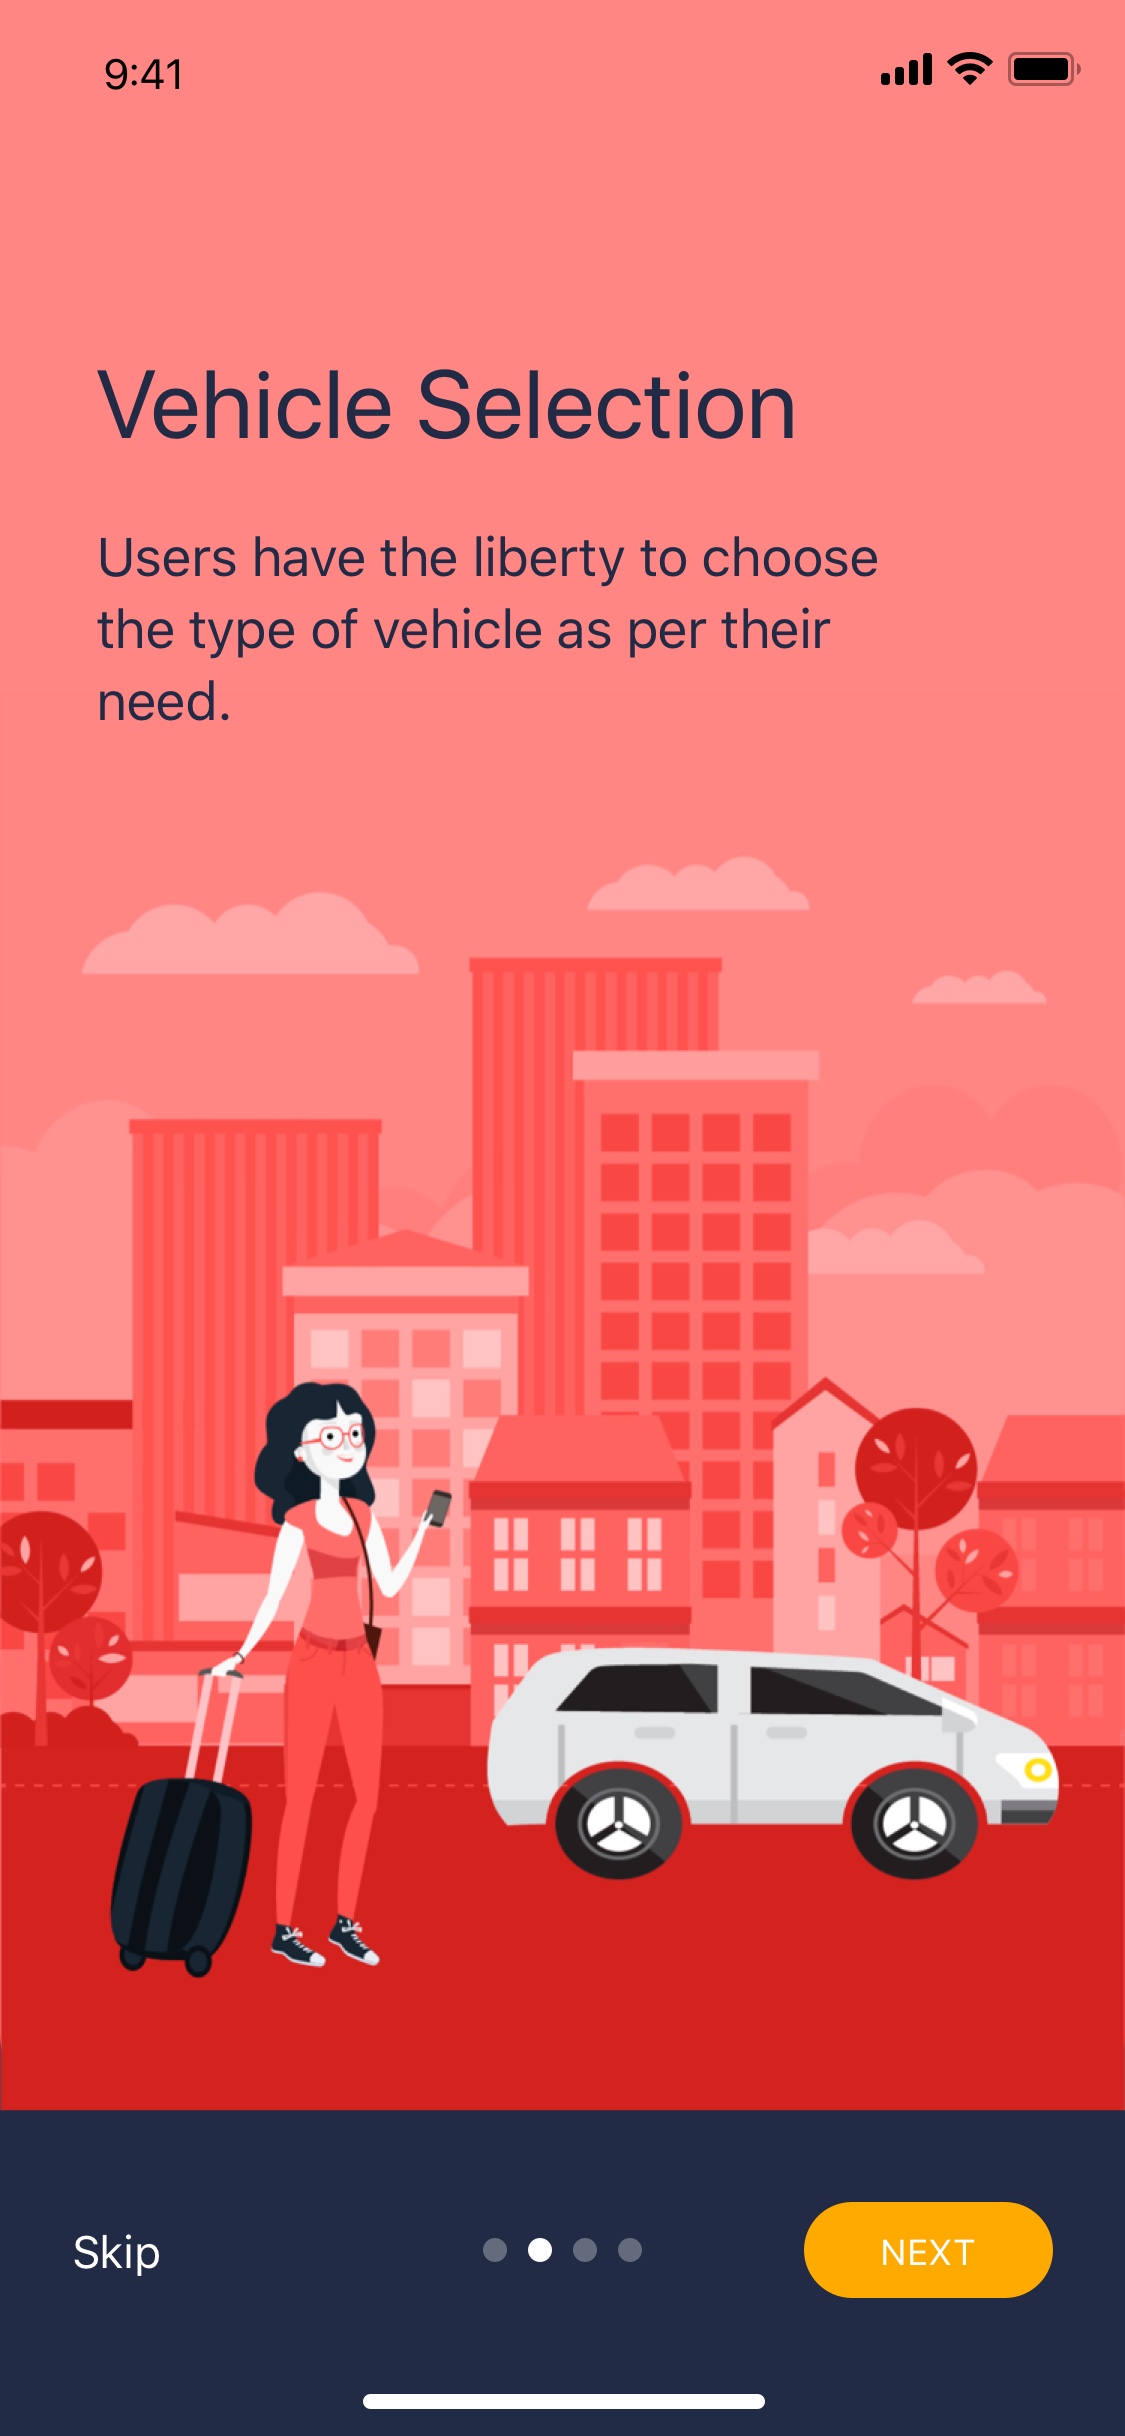 9:41
Vehicle Selection
Users have the liberty to choose
the type of vehicle as per their
need.
Skip
NEXT